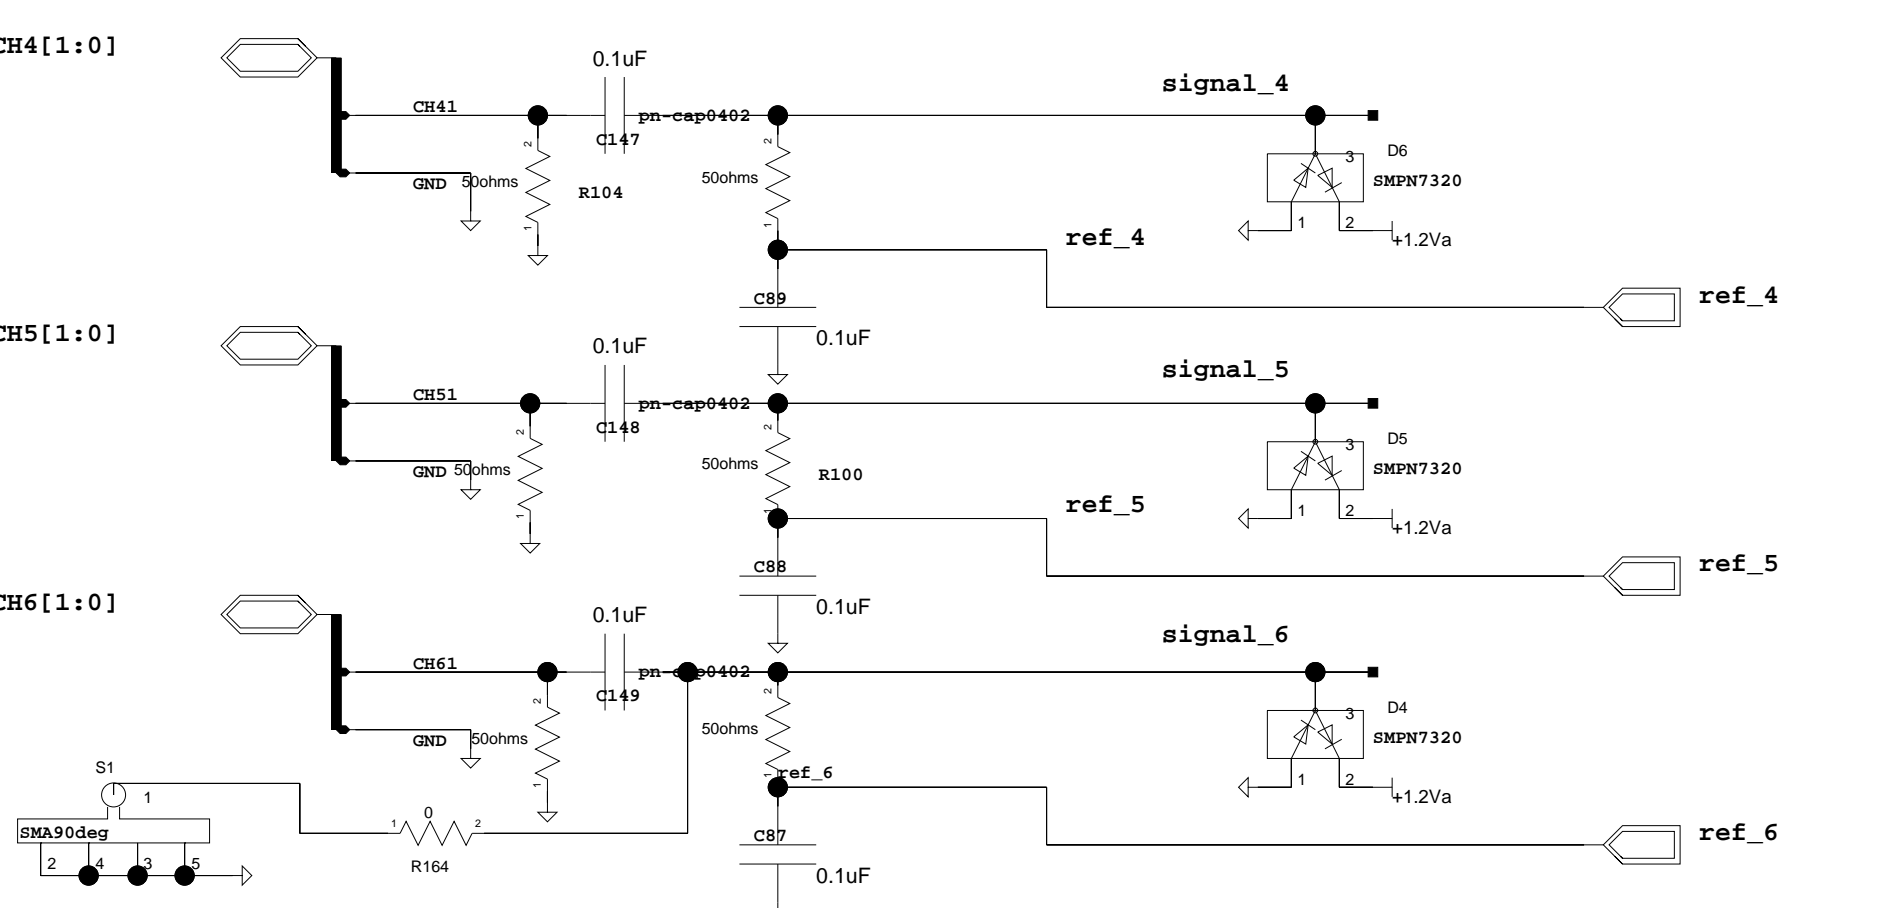 CH4[1:0]
0.1uF
signal_4
CH41
pn-cap0402
C147
2
2
3
D6
50ohms
SMPN7320
GND
50ohms
R104
1
1
1
2
+1.2Va
ref_4
C89
ref_4
0.1uF
CH5[1:0]
0.1uF
signal_5
CH51
pn-cap0402
C148
2
2
3
D5
50ohms
SMPN7320
GND
50ohms
R100
1
1
1
2
+1.2Va
ref_5
C88
ref_5
0.1uF
CH6[1:0]
0.1uF
signal_6
CH61
pn-cap0402
C149
2
2
3
D4
50ohms
SMPN7320
GND
50ohms
S1
1
ref_6
1
1
1
2
+1.2Va
SMA90deg
1
0
2
C87
ref_6
2
4
3
5
R164
0.1uF